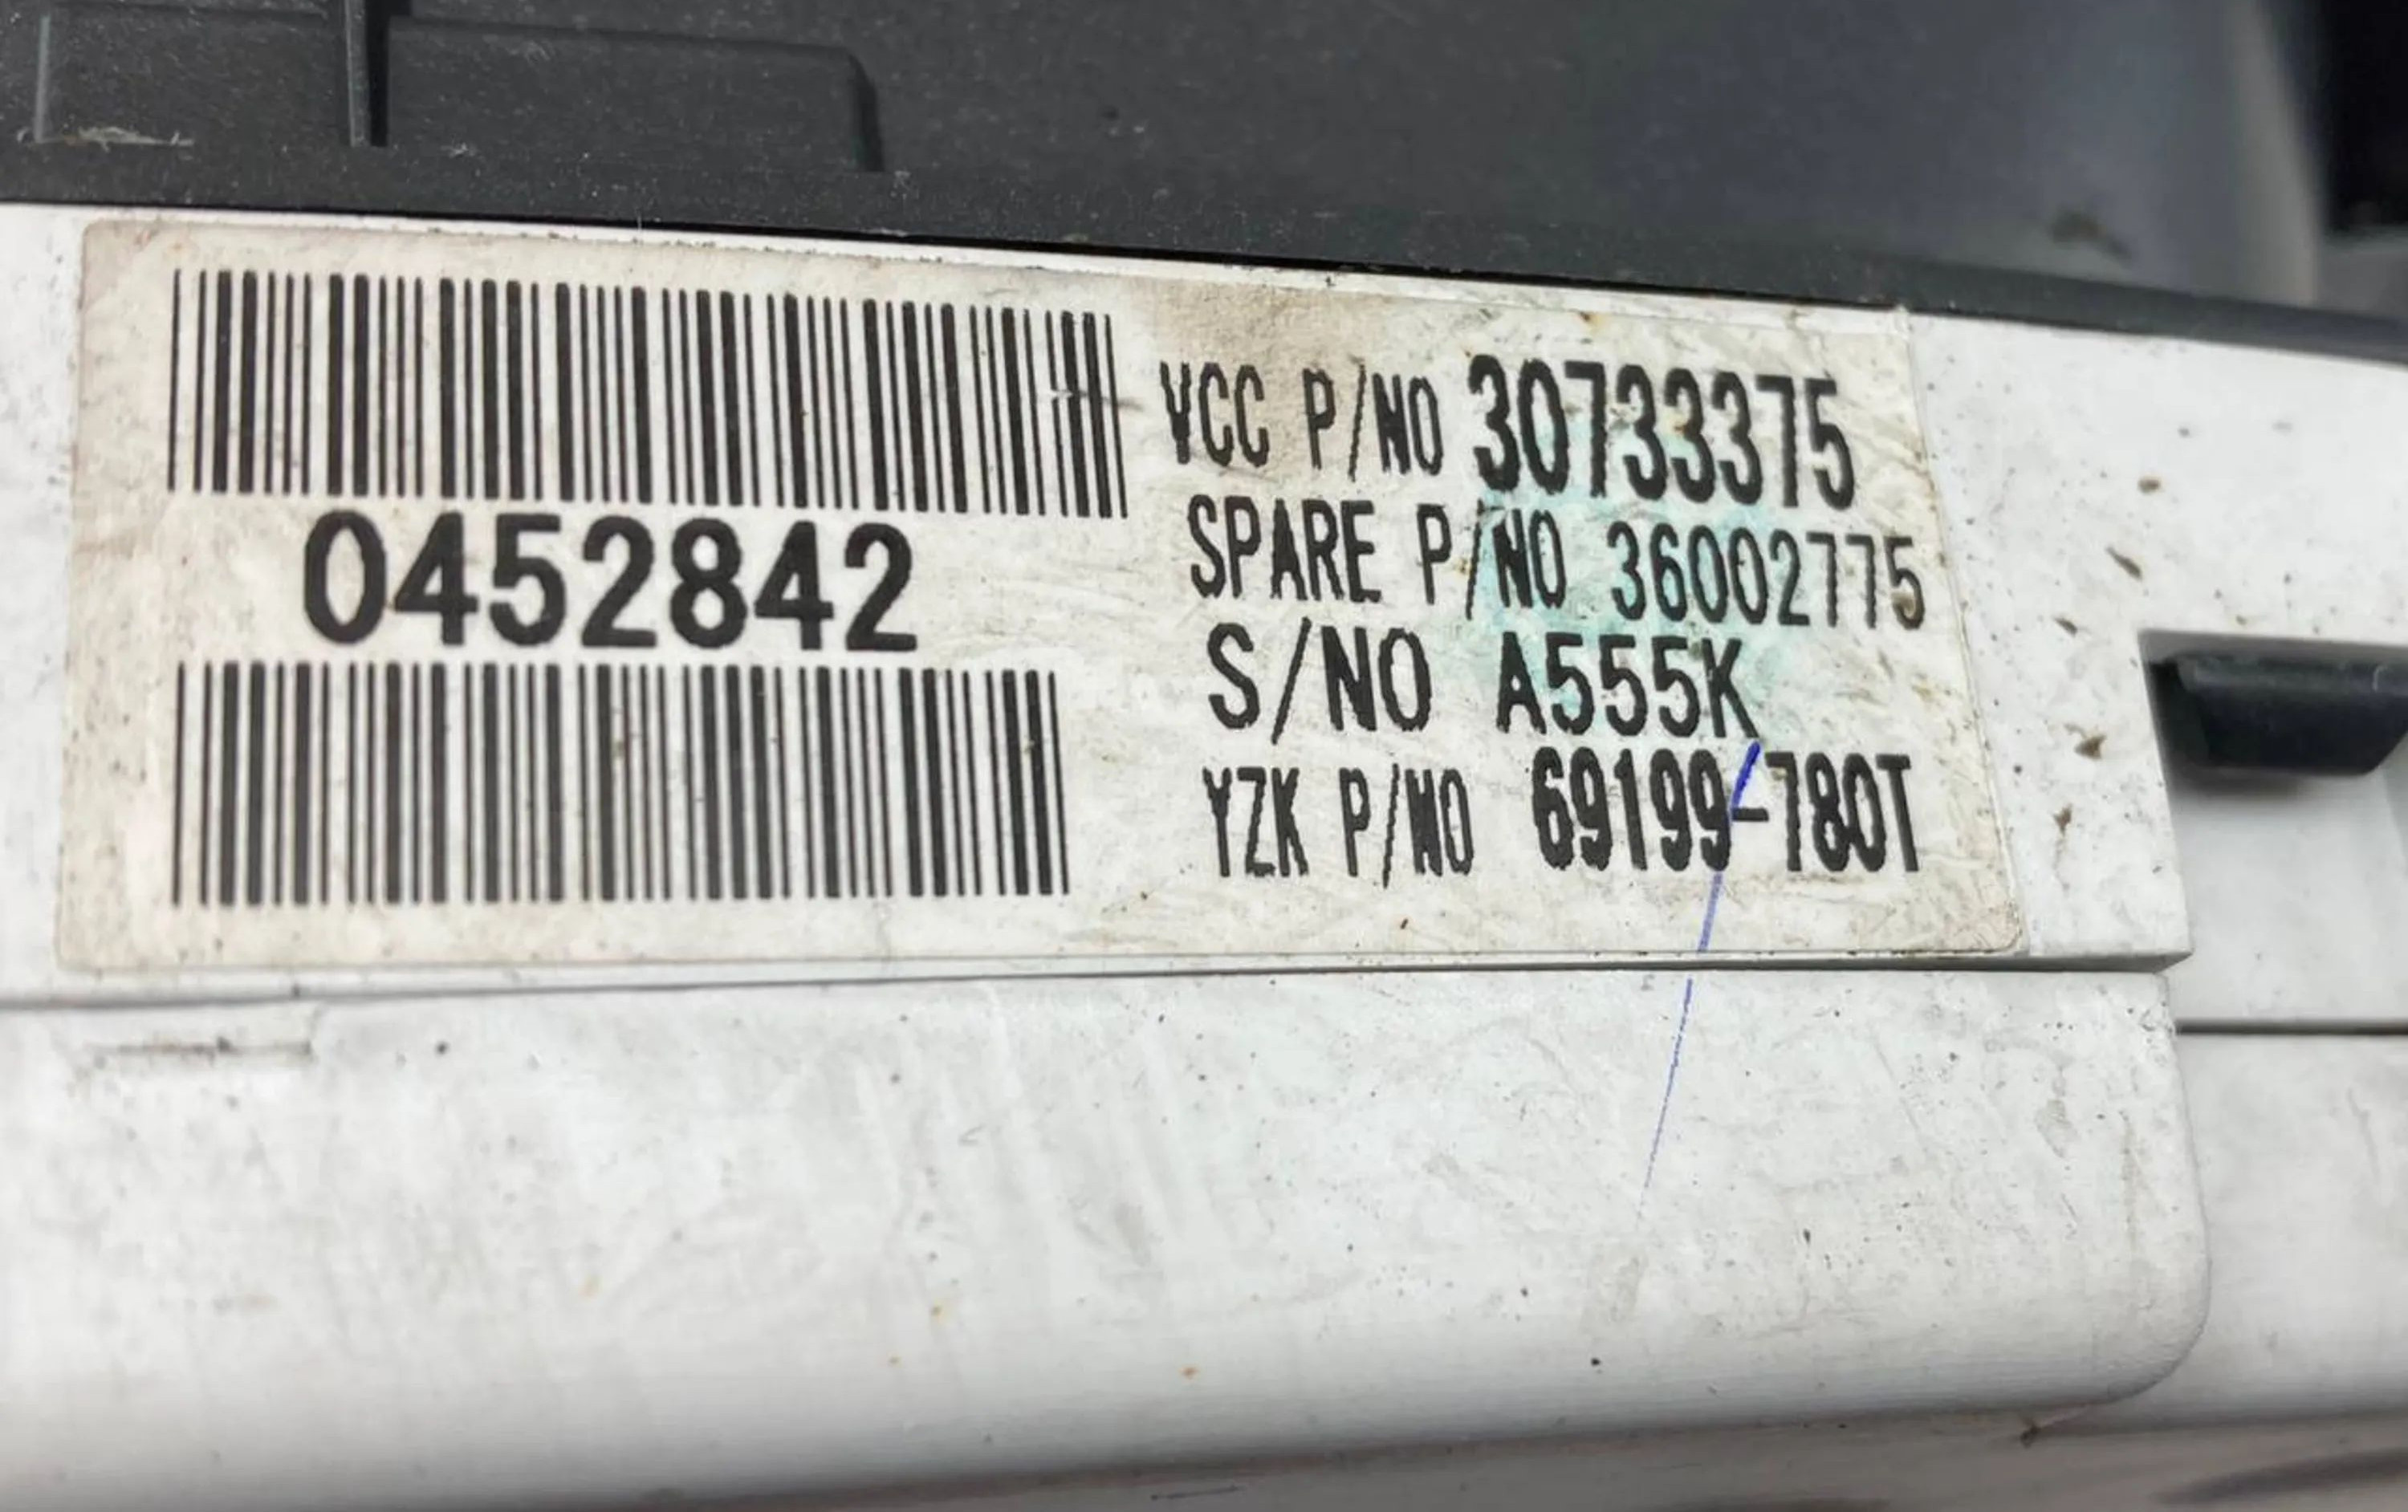 0452842
VCC P/NO 30733375
SPARE P/NO 36002775
S/NO A555K
YZK P/NO 69199-780T